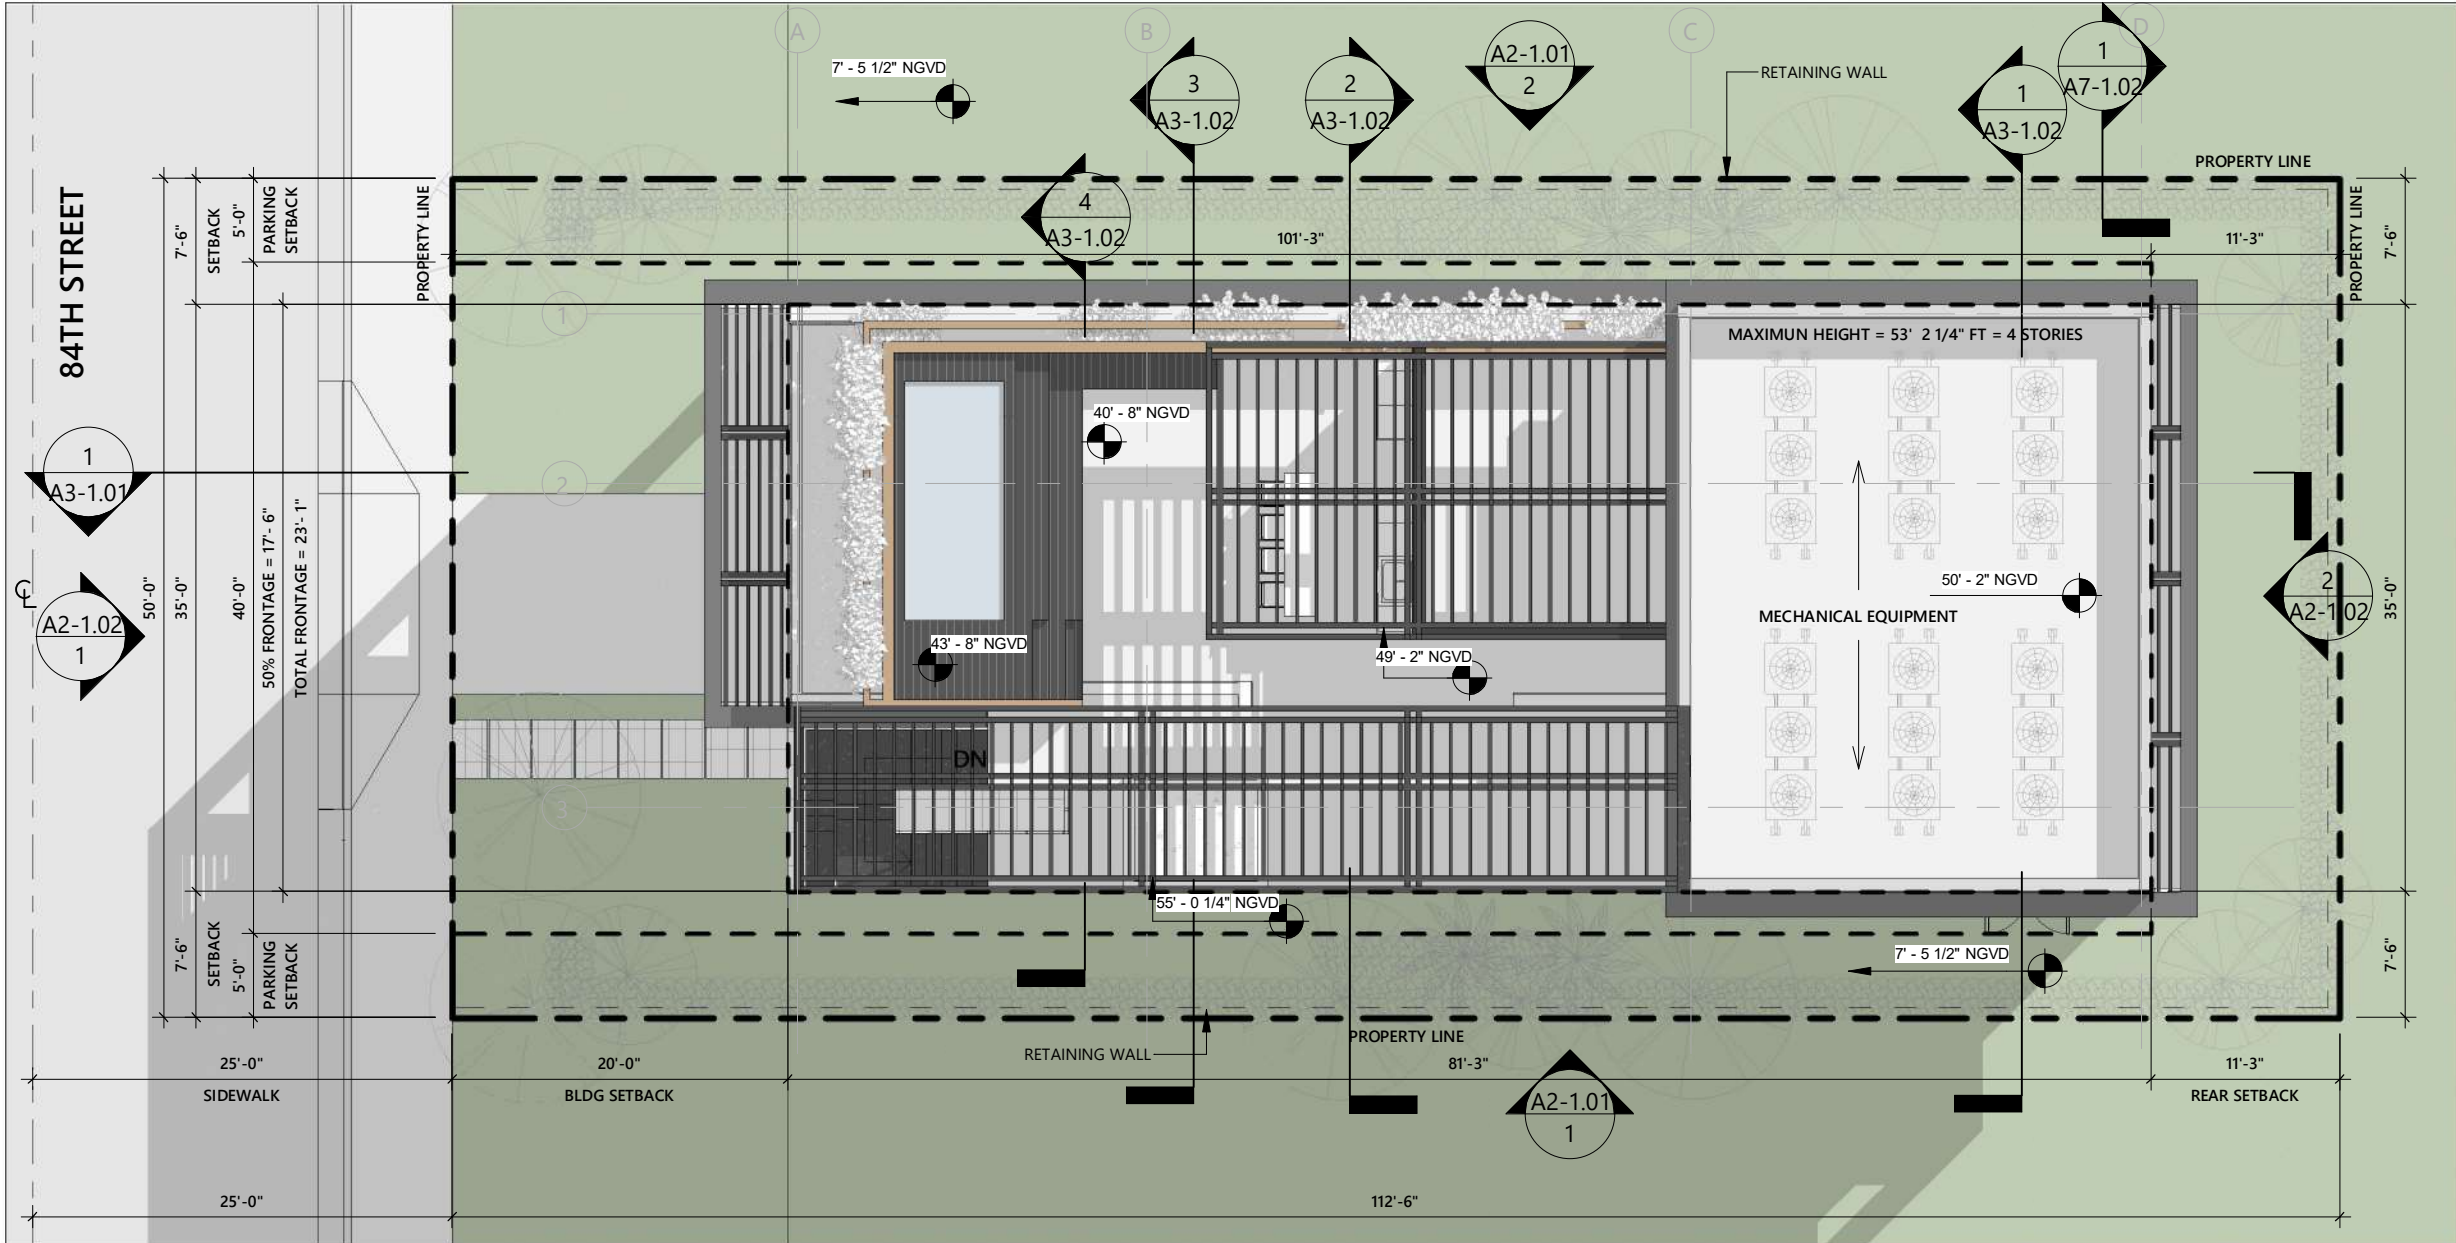 A
B
C
D
7' - 5 1/2" NGVD
3
A3-1.02
2
A3-1.02
A2-1.01
2
RETAINING WALL
1
A3-1.02
1
A7-1.02
PROPERTY LINE
84TH STREET
7'-6"
SETBACK
5'-0"
PARKING
SETBACK
PROPERTY LINE
4
A3-1.02
101'-3"
11'-3"
PROPERTY LINE
7'-6"
1
MAXIMUN HEIGHT = 53' 2 1/4" FT = 4 STORIES
40' - 8" NGVD
1
A3-1.01
2
50'-0"
35'-0"
40'-0"
50% FRONTAGE = 17'- 6"
TOTAL FRONTAGE = 23'- 1"
℄
A2-1.02
1
50' - 2" NGVD
MECHANICAL EQUIPMENT
2
A2-1.02
35'-0"
43' - 8" NGVD
49' - 2" NGVD
DN
3
55' - 0 1/4" NGVD
7'-6"
SETBACK
5'-0"
PARKING
SETBACK
7' - 5 1/2" NGVD
7'-6"
PROPERTY LINE
RETAINING WALL
25'-0"
SIDEWALK
20'-0"
BLDG SETBACK
81'-3"
11'-3"
REAR SETBACK
A2-1.01
1
25'-0"
112'-6"